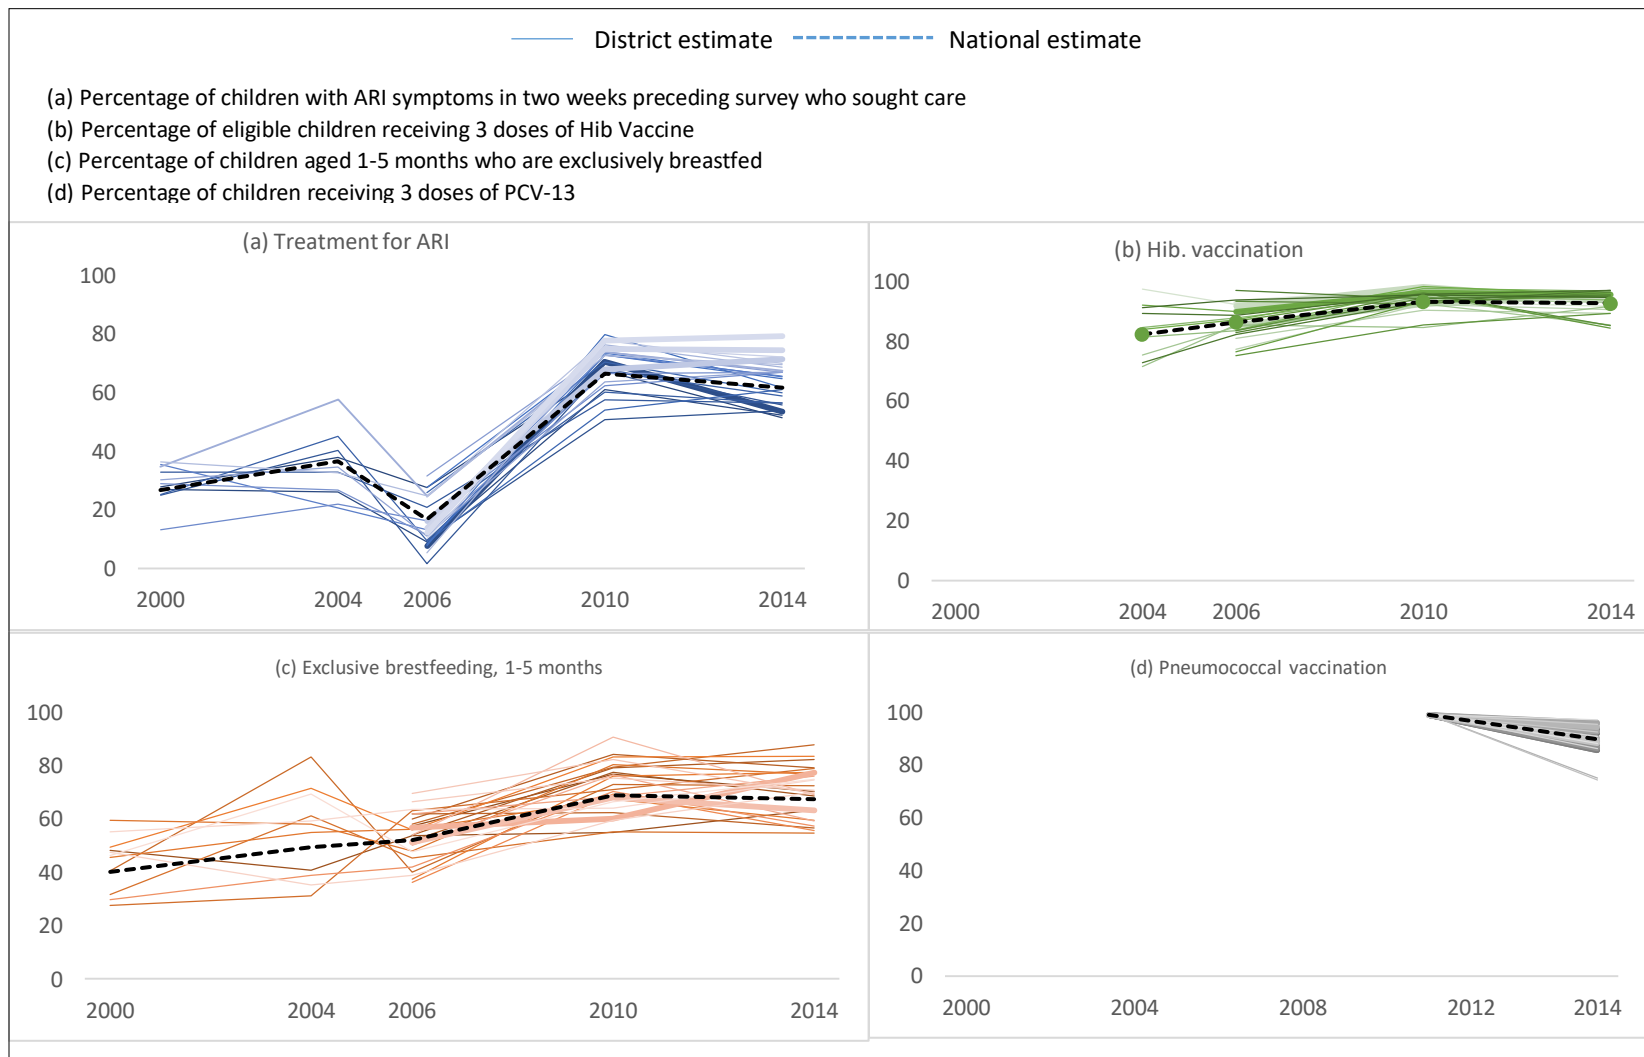 District estimate National estimate
(a) Percentage of children with ARI symptoms in two weeks preceding survey who sought care
(b) Percentage of eligible children receiving 3 doses of Hib Vaccine
(c) Percentage of children aged 1-5 months who are exclusively breastfed
(d) Percentage of children receiving 3 doses of PCV-13
(a) Treatment for ARI
100
80
60
40
20
0
2000 2004 2006 2010 2014
(b) Hib. vaccination
100
80
60
40
20
0
2000 2004 2006 2010 2014
(c) Exclusive brestfeeding, 1-5 months
100
80
60
40
20
0
2000 2004 2006 2010 2014
(d) Pneumococcal vaccination
100
80
60
40
20
0
2000 2004 2008 2012 2014